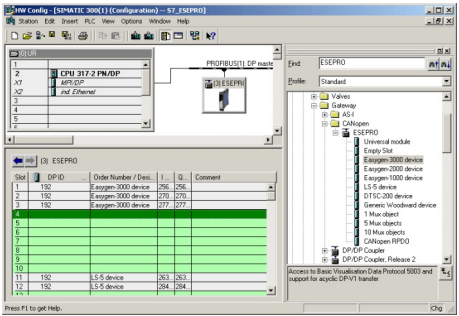 HW Config - [SIMATIC 300(1) (Configuration) -- S7_ESEPRO]
Station Edit Insert PLC View Options Window Help
(0) UR
1
2 CPU 317-2 PN/DP
X1 MPI/DP
X2 Ind. Ethernet
3
4
5
PROFIBUS(1): DP maste
(3) ESEPRI
(3) ESEPRO
Slot DP ID ... Order Number / Desi... I ... Q... Comment
1 192 Easygen-3000 device 256... 256...
2 192 Easygen-3000 device 270... 270...
3 192 Easygen-3000 device 277... 277...
4
5
6
7
8
9
10
11 192 LS-5 device 263... 263...
12 192 LS-5 device 284... 284...
Find: ESEPRO
Profile: Standard
Valves
Gateway
AS-I
CANopen
ESEPRO
Universal module
Empty Slot
Easygen-3000 device
Easygen-2000 device
Easygen-1000 device
LS-5 device
DTSC-200 device
Generic Woodward device
1 Mux object
5 Mux objects
10 Mux objects
CANopen RPDO
DP/DP Coupler
DP/DP Coupler, Release 2
Access to Basic Visualisation Data Protocol 5003 and
support for acyclic DP-V1 transfer
Press F1 to get Help.
Chg